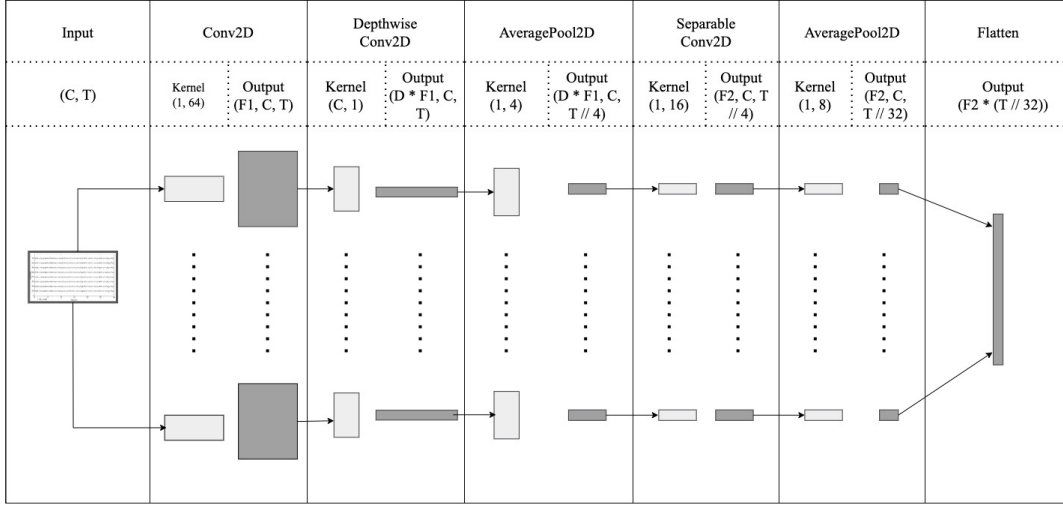 Input
Conv2D
Depthwise
Conv2D
AveragePool2D
Separable
Conv2D
AveragePool2D
Flatten
(C, T)
Kernel
(1, 64)
Output
(F1, C, T)
Kernel
(C, 1)
Output
(D * F1, C,
T)
Kernel
(1, 4)
Output
(D * F1, C,
T // 4)
Kernel
(1, 16)
Output
(F2, C, T
// 4)
Kernel
(1, 8)
Output
(F2, C,
T // 32)
Output
(F2 * (T // 32))